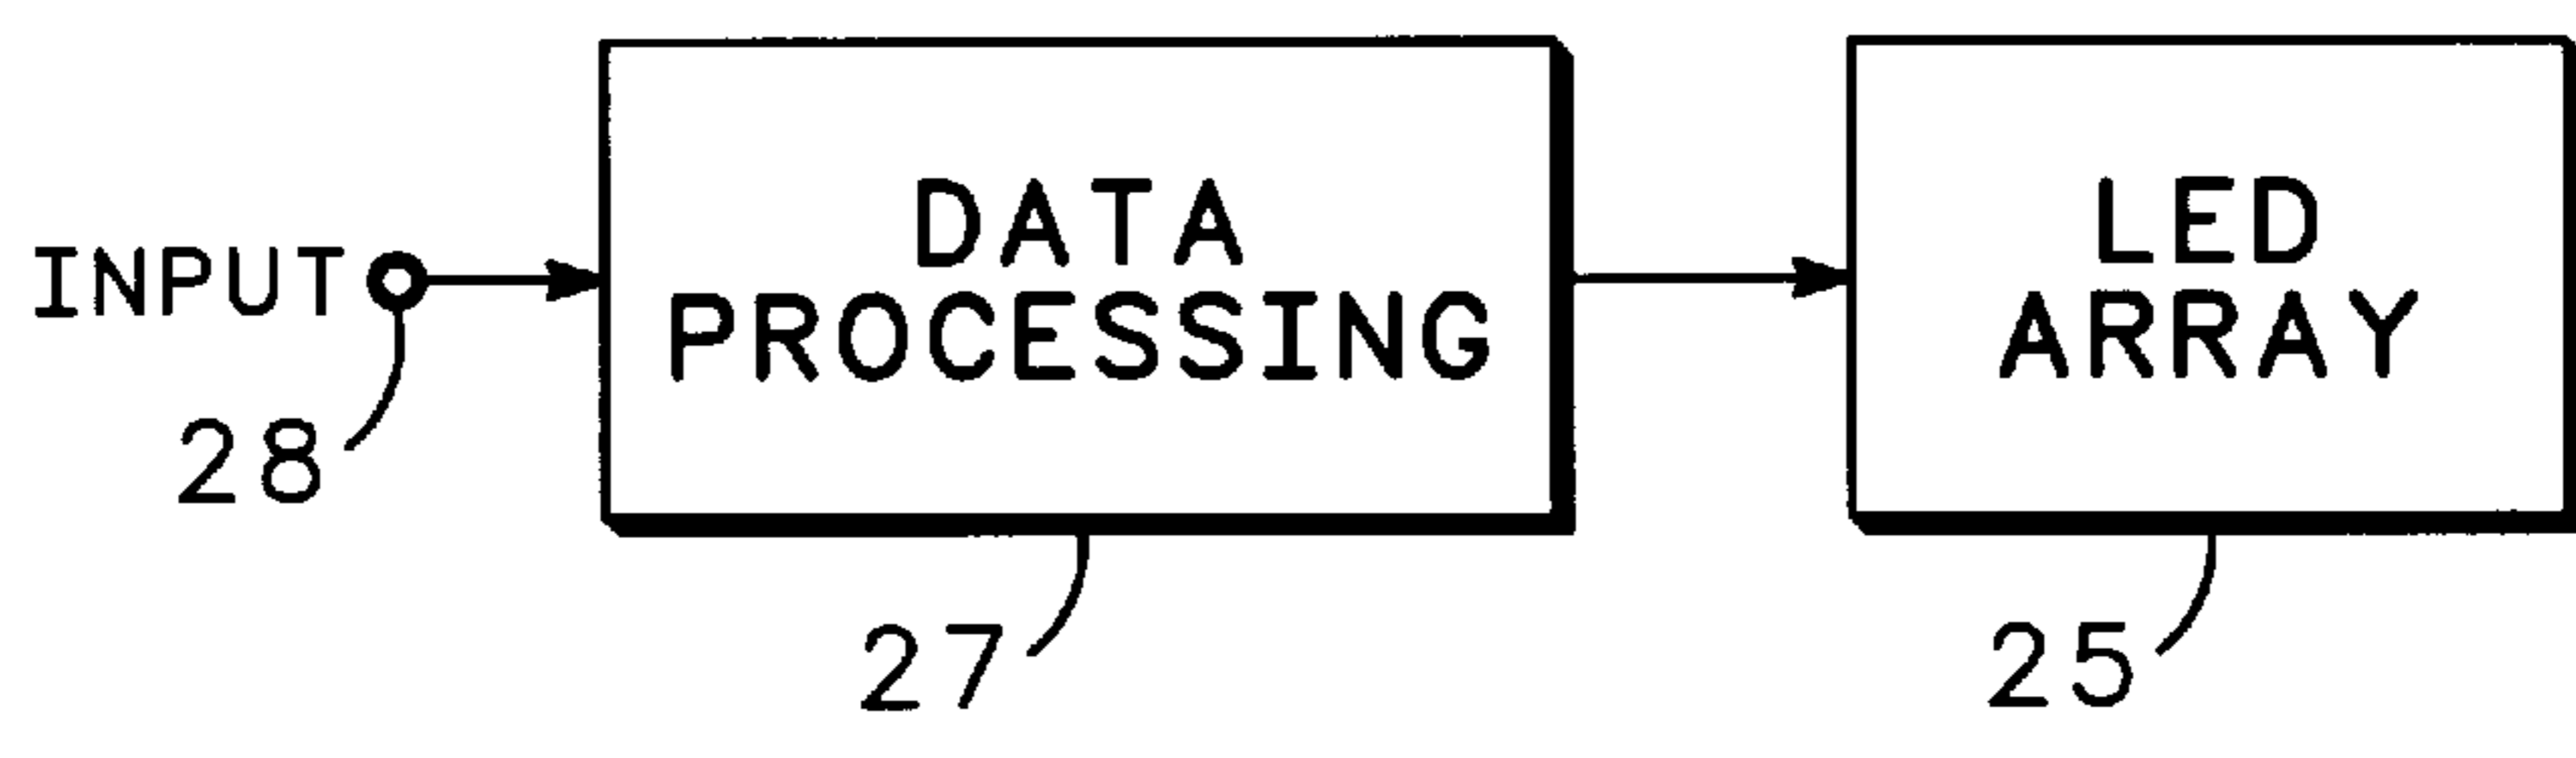 INPUT
DATA
PROCESSING
LED
ARRAY
28
27
25